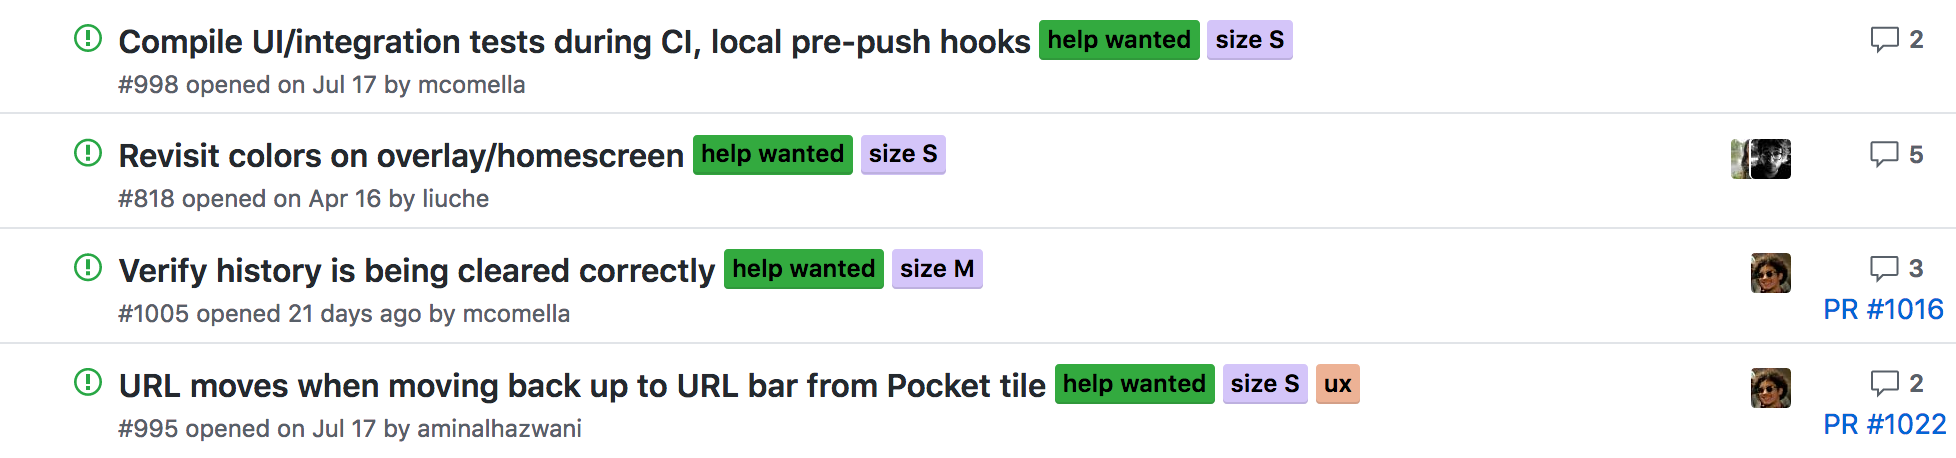 Compile UI/integration tests during CI, local pre-push hooks help wanted size S 2
#998 opened on Jul 17 by mcomella
Revisit colors on overlay/homescreen help wanted size S 5
#818 opened on Apr 16 by liuche
Verify history is being cleared correctly help wanted size M 3
#1005 opened 21 days ago by mcomella PR #1016
URL moves when moving back up to URL bar from Pocket tile help wanted size S ux 2
#995 opened on Jul 17 by aminalhazwani PR #1022